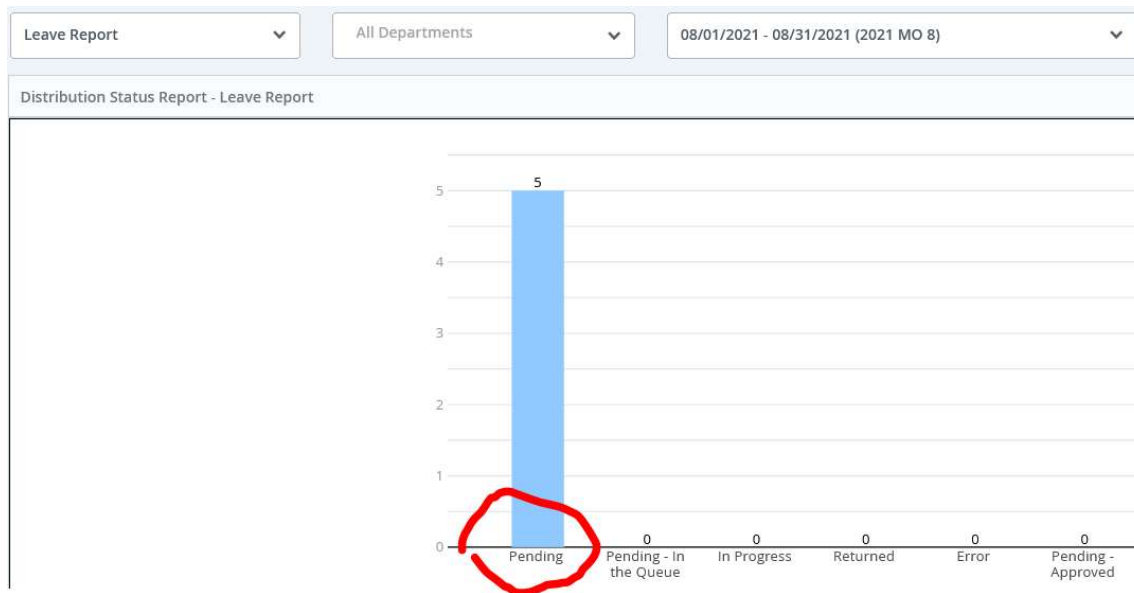 Leave Report
All Departments
08/01/2021 - 08/31/2021 (2021 MO 8)
Distribution Status Report - Leave Report
5
5
4
3
2
1
0
0
0
0
0
0
Pending
Pending - In
the Queue
In Progress
Returned
Error
Pending -
Approved